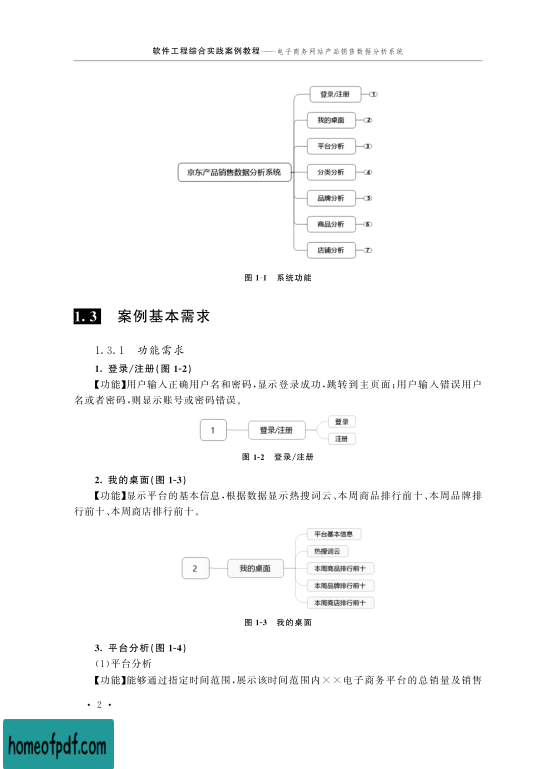 软件工程综合实践案例教程——电子商务网站产品销售数据分析系统
京东产品销售数据分析系统
登录/注册 1
我的桌面 2
平台分析 3
分类分析 4
品牌分析 5
商品分析 6
店铺分析 7
图 1-1 系统功能
1.3 案例基本需求
1.3.1 功能需求
1. 登录/注册(图 1-2)
【功能】用户输入正确用户名和密码,显示登录成功,跳转到主页面;用户输入错误用户
名或者密码,则显示账号或密码错误。
1 登录/注册
登录
注册
图 1-2 登录/注册
2. 我的桌面(图 1-3)
【功能】显示平台的基本信息,根据数据显示热搜词云、本周商品排行前十、本周品牌排
行前十、本周商店排行前十。
2 我的桌面
平台基本信息
热搜词云
本周商品排行前十
本周品牌排行前十
本周商店排行前十
图 1-3 我的桌面
3. 平台分析(图 1-4)
(1)平台分析
【功能】能够通过指定时间范围,展示该时间范围内××电子商务平台的总销量及销售
· 2 ·
homeofpdf.com